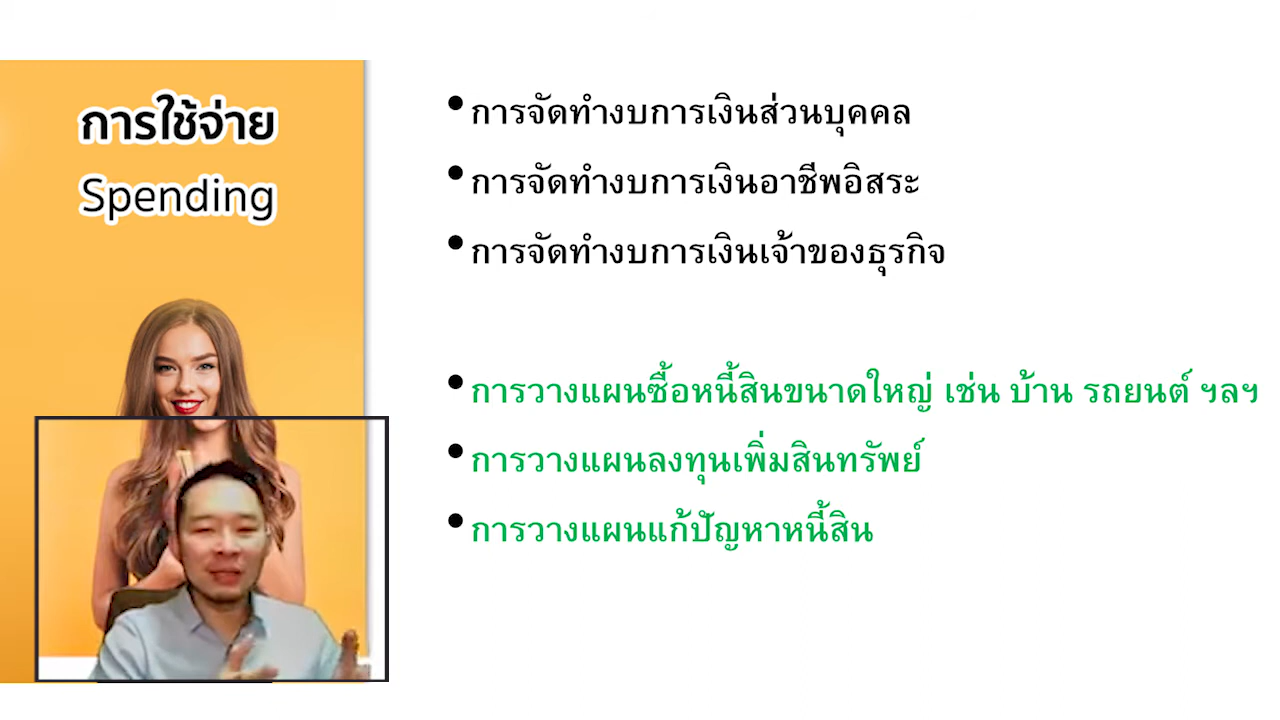 การใช้จ่าย
Spending
•การจัดทำงบการเงินส่วนบุคคล
•การจัดทำงบการเงินอาชีพอิสระ
•การจัดทำงบการเงินเจ้าของธุรกิจ
•การวางแผนซื้อหนี้สินขนาดใหญ่ เช่น บ้าน รถยนต์ ฯลฯ
•การวางแผนลงทุนเพิ่มสินทรัพย์
•การวางแผนแก้ปัญหาหนี้สิน